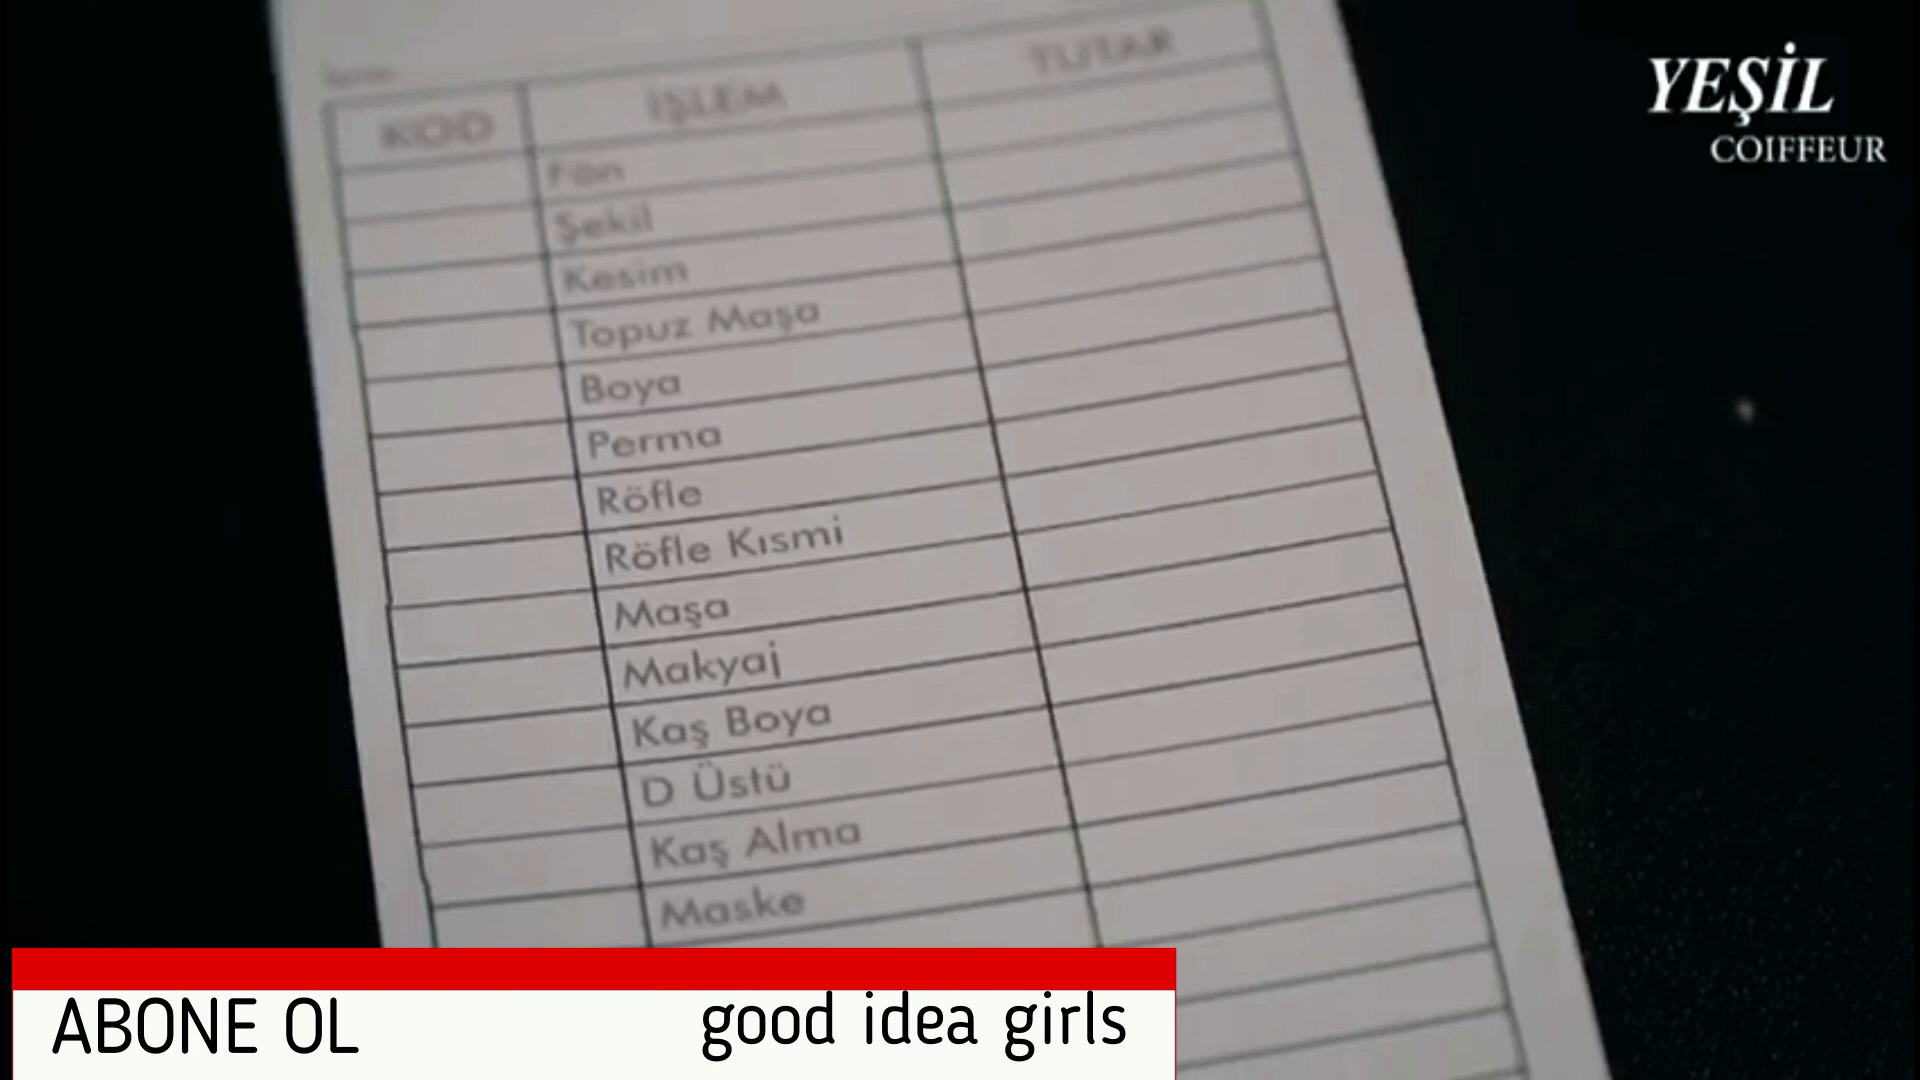 YEŞİL
COIFFEUR
KOD İŞLEM TUTAR
Fön
Şekil
Kesim
Topuz Maşa
Boya
Perma
Röfle
Röfle Kısmi
Maşa
Makyaj
Kaş Boya
D Üstü
Kaş Alma
Maske
ABONE OL good idea girls